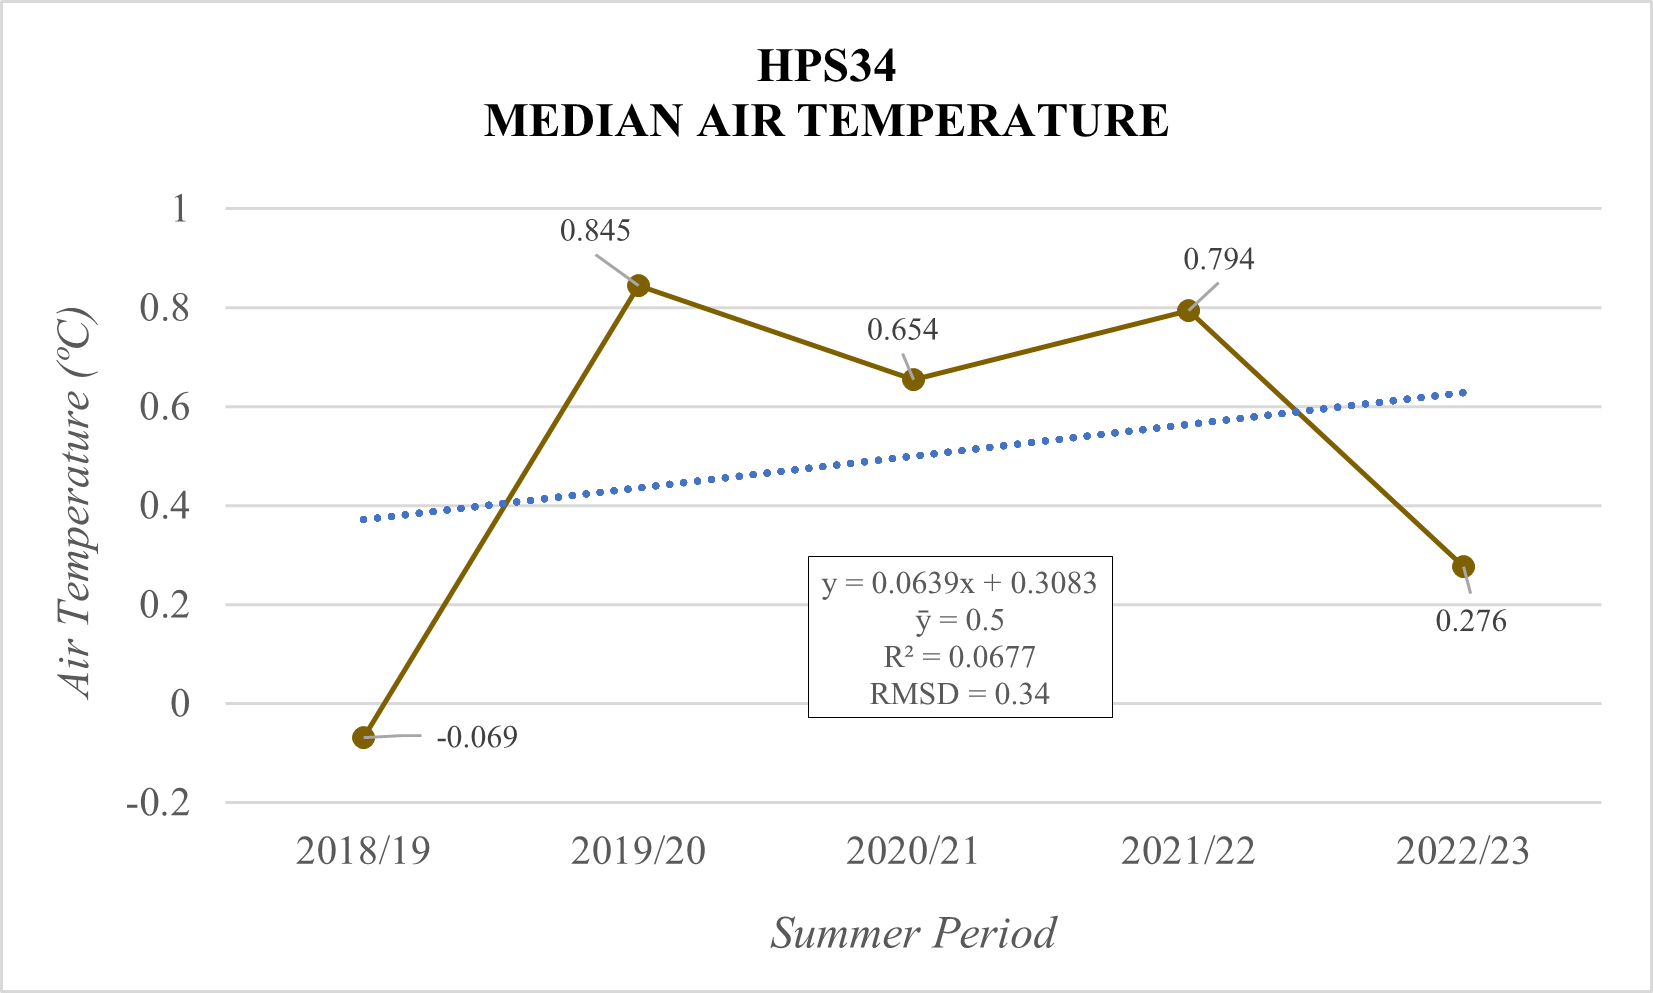 HPS34
MEDIAN AIR TEMPERATURE
Air Temperature (ºC)
1
0.8
0.6
0.4
0.2
0
-0.2
0.845
0.794
0.654
0.276
-0.069
y = 0.0639x + 0.3083
ȳ = 0.5
R² = 0.0677
RMSD = 0.34
2018/19 2019/20 2020/21 2021/22 2022/23
Summer Period